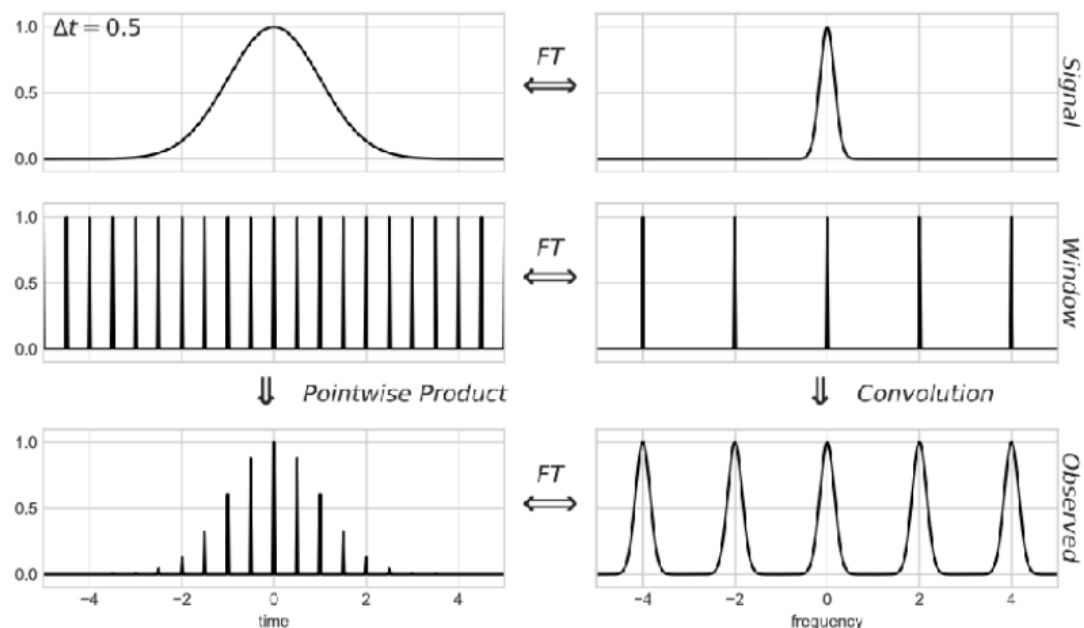 Δt = 0.5
1.0
0.5
0.0
FT
Signal
1.0
0.5
0.0
FT
Window
Pointwise Product
Convolution
1.0
0.5
0.0
FT
Observed
−4 −2 0 2 4
time
−4 −2 0 2 4
frequency